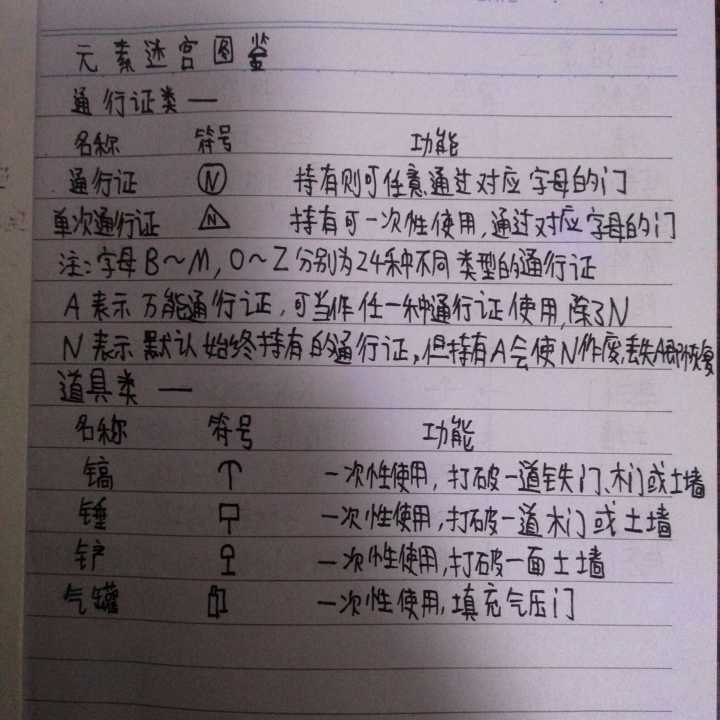 元素迷宫图鉴
通行证类一
名称 符号 功能
通行证 Ⓝ 持有则可任意通过对应字母的门
单次通行证 N 持有可一次性使用,通过对应字母的门
注:字母B~M,O~Z分别为24种不同类型的通行证
A表示万能通行证,可当作任一种通行证使用,除了N
N表示默认始终持有的通行证,但持有A会使N作废,丢失A即恢复
道具类 一
名称 符号 功能
镐 个 一次性使用,打破一道铁门、木门或土墙
锤 一次性使用,打破一道木门或土墙
铲 一次性使用,打破一面土墙
气罐 一次性使用,填充气压门